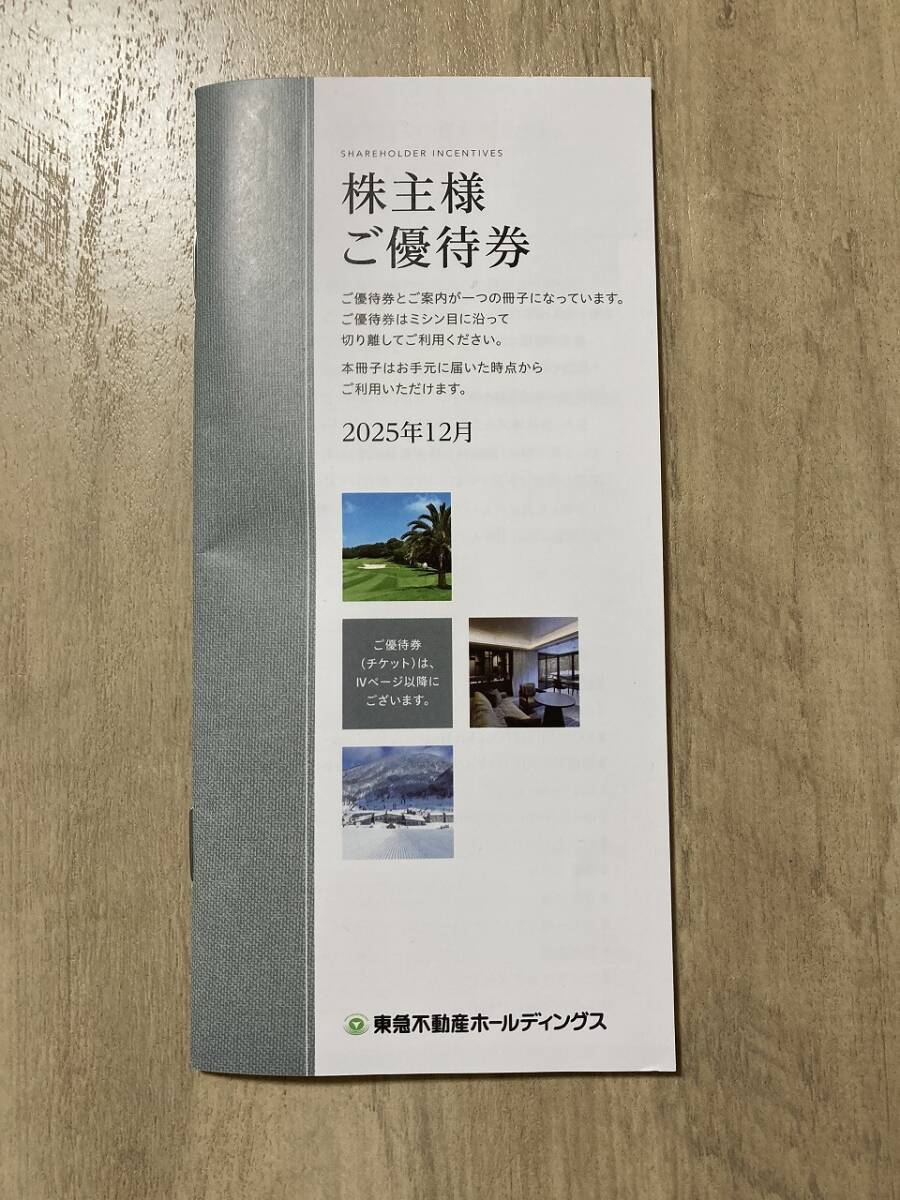 SHAREHOLDER INCENTIVES
株主様
ご優待券
ご優待券とご案内が一つの冊子になっています。
ご優待券はミシン目に沿って
切り離してご利用ください。
本冊子はお手元に届いた時点から
ご利用いただけます。
2025年12月
ご優待券
(チケット)は、
Ⅳページ以降に
ございます。
東急不動産ホールディングス